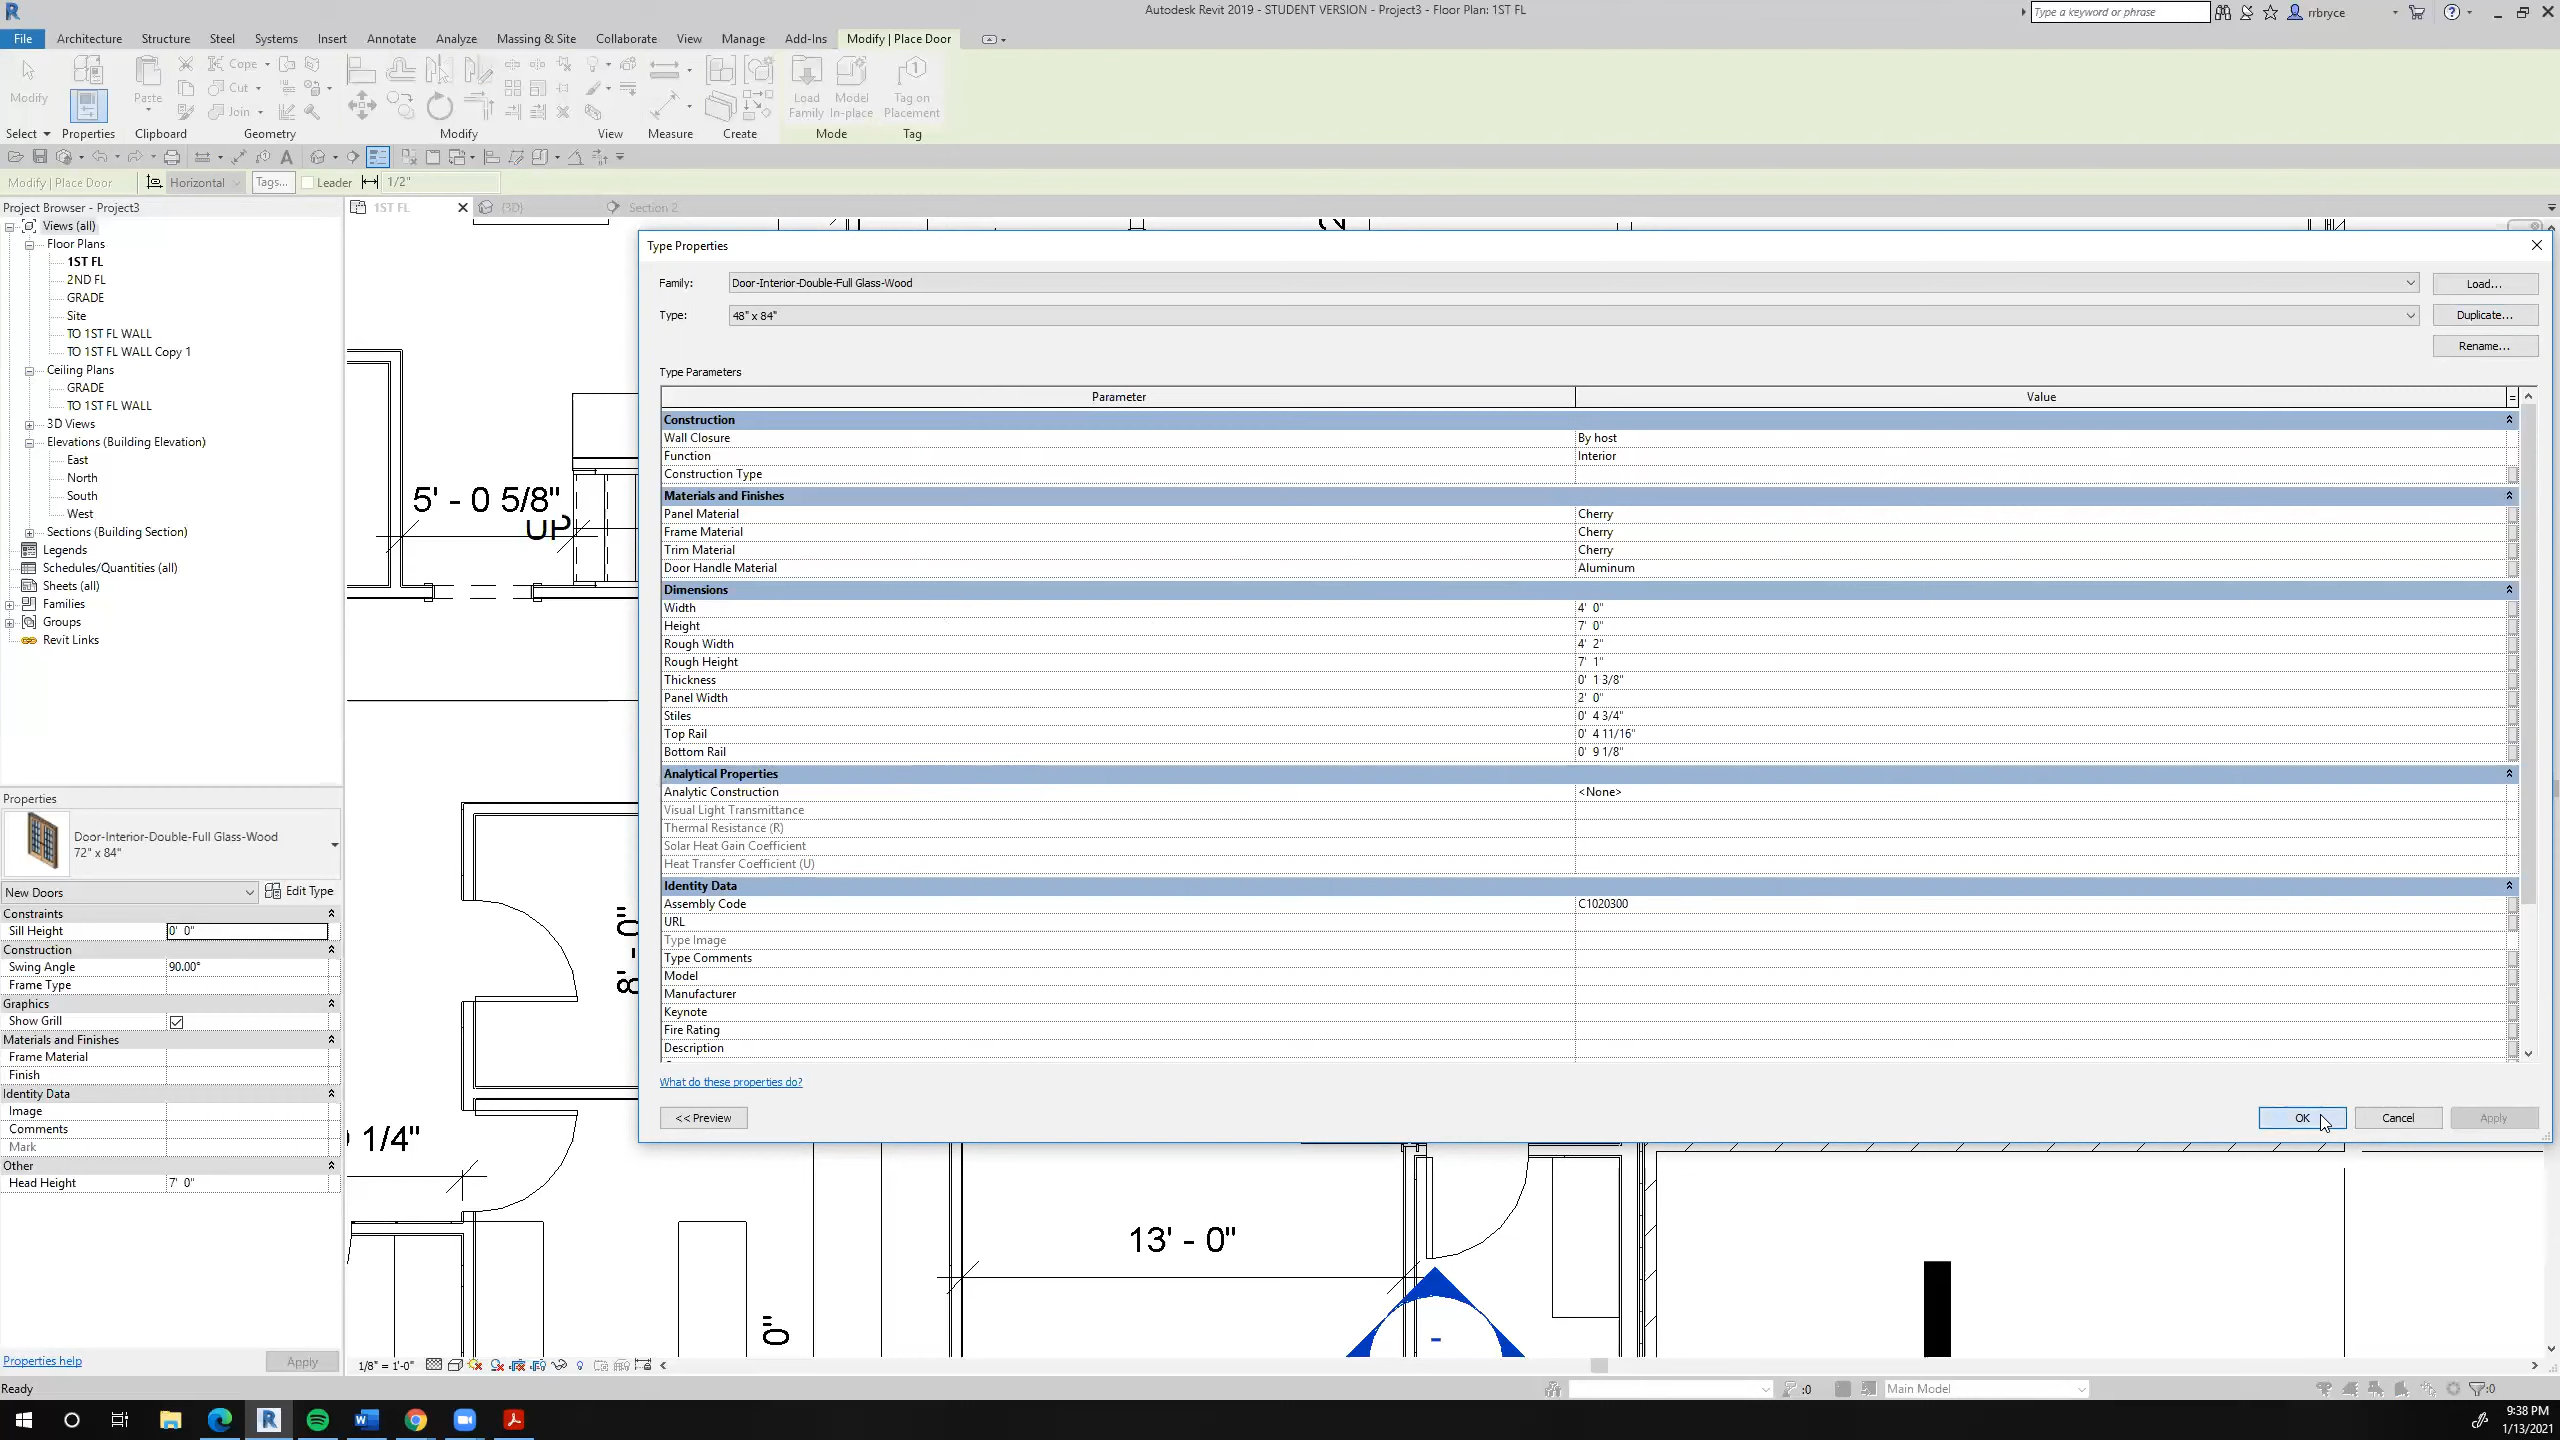 Autodesk Revit 2019 - STUDENT VERSION - Project3 - Floor Plan: 1ST FL
Type a keyword or phrase
rrbryce
File
Architecture
Structure
Steel
Systems
Insert
Annotate
Analyze
Massing & Site
Collaborate
View
Manage
Add-Ins
Modify | Place Door
Modify
Paste
Cope
Cut
Join
Load Family
Model In-place
Tag on Placement
Select
Properties
Clipboard
Geometry
Modify
View
Measure
Create
Mode
Tag
Modify | Place Door
Horizontal
Tags...
Leader
1/2"
Project Browser - Project3
Views (all)
Floor Plans
1ST FL
2ND FL
GRADE
Site
TO 1ST FL WALL
TO 1ST FL WALL Copy 1
Ceiling Plans
GRADE
TO 1ST FL WALL
3D Views
Elevations (Building Elevation)
East
North
South
West
Sections (Building Section)
Legends
Schedules/Quantities (all)
Sheets (all)
Families
Groups
Revit Links
Properties
Door-Interior-Double-Full Glass-Wood
72" x 84"
New Doors
Edit Type
Constraints
Sill Height 0' 0"
Construction
Swing Angle 90.00°
Frame Type
Graphics
Show Grill
Materials and Finishes
Frame Material
Finish
Identity Data
Image
Comments
Mark
Other
Head Height 7' 0"
Properties help
Apply
1ST FL
{3D}
Section 2
5' - 0 5/8"
UP
8' - 0"
1/4"
0"
13' - 0"
2
-
Type Properties
Family: Door-Interior-Double-Full Glass-Wood
Load...
Type: 48" x 84"
Duplicate...
Rename...
Type Parameters
Parameter Value =
Construction
Wall Closure By host
Function Interior
Construction Type
Materials and Finishes
Panel Material Cherry
Frame Material Cherry
Trim Material Cherry
Door Handle Material Aluminum
Dimensions
Width 4' 0"
Height 7' 0"
Rough Width 4' 2"
Rough Height 7' 1"
Thickness 0' 1 3/8"
Panel Width 2' 0"
Stiles 0' 4 3/4"
Top Rail 0' 4 11/16"
Bottom Rail 0' 9 1/8"
Analytical Properties
Analytic Construction <None>
Visual Light Transmittance
Thermal Resistance (R)
Solar Heat Gain Coefficient
Heat Transfer Coefficient (U)
Identity Data
Assembly Code C1020300
URL
Type Image
Type Comments
Model
Manufacturer
Keynote
Fire Rating
Description
What do these properties do?
<< Preview
OK
Cancel
Apply
1/8" = 1'-0"
Ready
:0
Main Model
:0
9:38 PM
1/13/2021